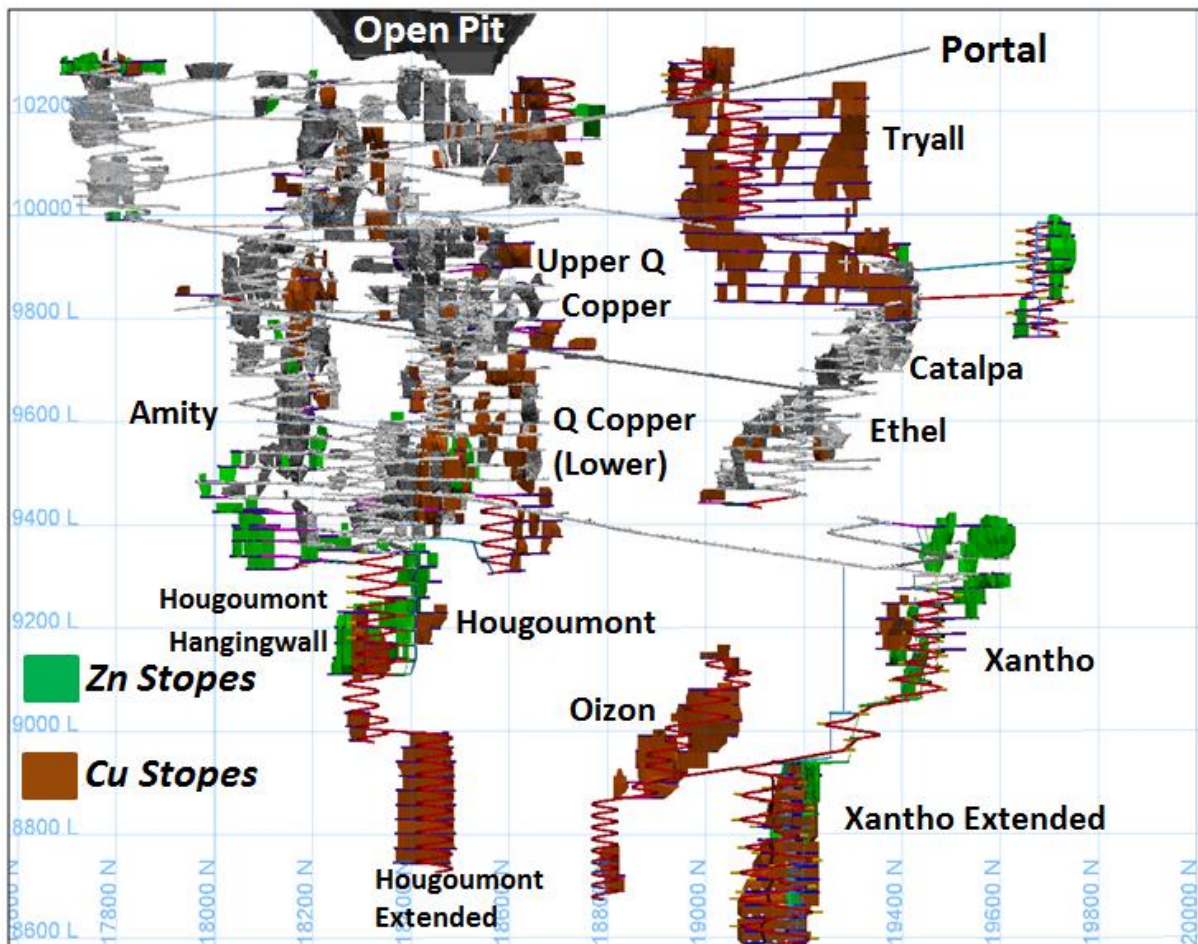 Open Pit
Portal
10200 L
Tryall
10000 L
Upper Q
Copper
9800 L
Catalpa
Amity
9600 L
Q Copper
(Lower)
Ethel
9400 L
Hougoumont
Hangingwall
9200 L
Hougoumont
Xantho
Zn Stopes
Oizon
9000 L
Cu Stopes
8800 L
Xantho Extended
Hougoumont
Extended
8600 L
17800 N
18000 N
18200 N
19000 N
19400 N
19600 N
19800 N
20000 N